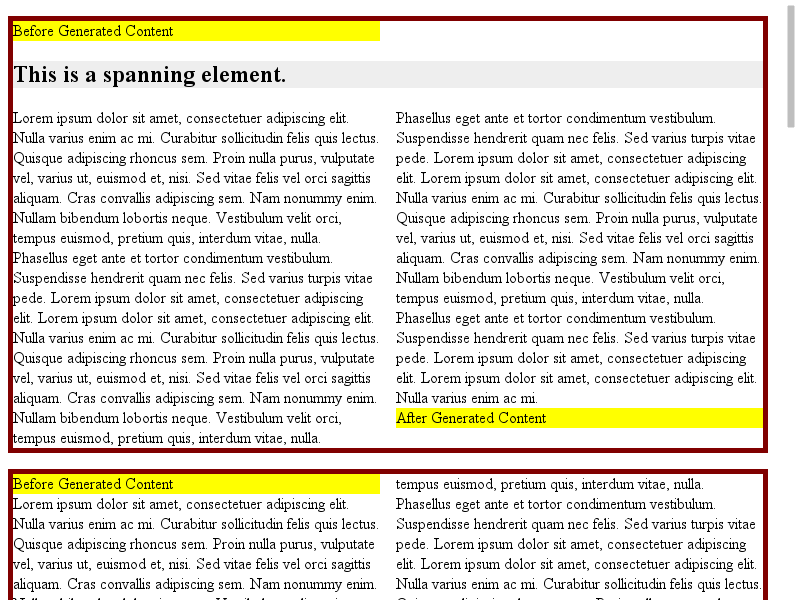 Before Generated Content
This is a spanning element.
Lorem ipsum dolor sit amet, consectetuer adipiscing elit.
Nulla varius enim ac mi. Curabitur sollicitudin felis quis lectus.
Quisque adipiscing rhoncus sem. Proin nulla purus, vulputate
vel, varius ut, euismod et, nisi. Sed vitae felis vel orci sagittis
aliquam. Cras convallis adipiscing sem. Nam nonummy enim.
Nullam bibendum lobortis neque. Vestibulum velit orci,
tempus euismod, pretium quis, interdum vitae, nulla.
Phasellus eget ante et tortor condimentum vestibulum.
Suspendisse hendrerit quam nec felis. Sed varius turpis vitae
pede. Lorem ipsum dolor sit amet, consectetuer adipiscing
elit. Lorem ipsum dolor sit amet, consectetuer adipiscing elit.
Nulla varius enim ac mi. Curabitur sollicitudin felis quis lectus.
Quisque adipiscing rhoncus sem. Proin nulla purus, vulputate
vel, varius ut, euismod et, nisi. Sed vitae felis vel orci sagittis
aliquam. Cras convallis adipiscing sem. Nam nonummy enim.
Nullam bibendum lobortis neque. Vestibulum velit orci,
tempus euismod, pretium quis, interdum vitae, nulla.
Phasellus eget ante et tortor condimentum vestibulum.
Suspendisse hendrerit quam nec felis. Sed varius turpis vitae
pede. Lorem ipsum dolor sit amet, consectetuer adipiscing
elit. Lorem ipsum dolor sit amet, consectetuer adipiscing elit.
Nulla varius enim ac mi. Curabitur sollicitudin felis quis lectus.
Quisque adipiscing rhoncus sem. Proin nulla purus, vulputate
vel, varius ut, euismod et, nisi. Sed vitae felis vel orci sagittis
aliquam. Cras convallis adipiscing sem. Nam nonummy enim.
Nullam bibendum lobortis neque. Vestibulum velit orci,
tempus euismod, pretium quis, interdum vitae, nulla.
Phasellus eget ante et tortor condimentum vestibulum.
Suspendisse hendrerit quam nec felis. Sed varius turpis vitae
pede. Lorem ipsum dolor sit amet, consectetuer adipiscing
elit. Lorem ipsum dolor sit amet, consectetuer adipiscing elit.
Nulla varius enim ac mi.
After Generated Content
Before Generated Content
Lorem ipsum dolor sit amet, consectetuer adipiscing elit.
Nulla varius enim ac mi. Curabitur sollicitudin felis quis lectus.
Quisque adipiscing rhoncus sem. Proin nulla purus, vulputate
vel, varius ut, euismod et, nisi. Sed vitae felis vel orci sagittis
aliquam. Cras convallis adipiscing sem. Nam nonummy enim.
tempus euismod, pretium quis, interdum vitae, nulla.
Phasellus eget ante et tortor condimentum vestibulum.
Suspendisse hendrerit quam nec felis. Sed varius turpis vitae
pede. Lorem ipsum dolor sit amet, consectetuer adipiscing
elit. Lorem ipsum dolor sit amet, consectetuer adipiscing elit.
Nulla varius enim ac mi. Curabitur sollicitudin felis quis lectus.